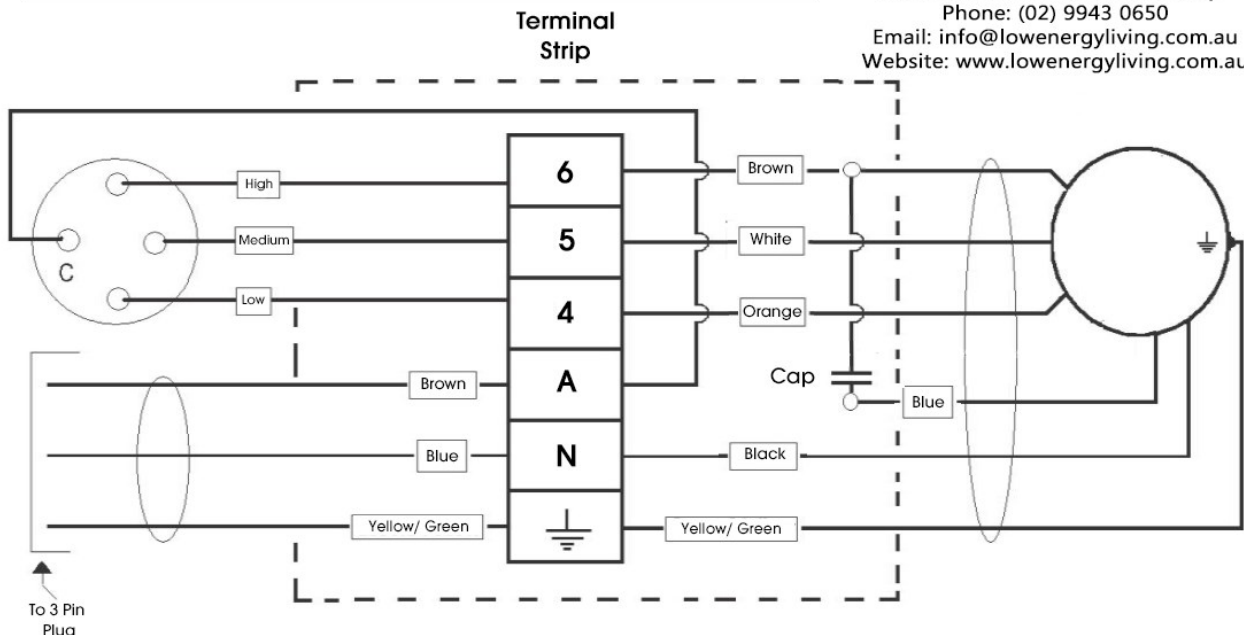 Phone: (02) 9943 0650
Email: info@lowenergyliving.com.au
Website: www.lowenergyliving.com.au
Terminal
Strip
6
Brown
High
5
White
Medium
C
4
Orange
Low
A
Brown
Cap
Blue
N
Blue
Black
Yellow/ Green
Yellow/ Green
To 3 Pin
Plug